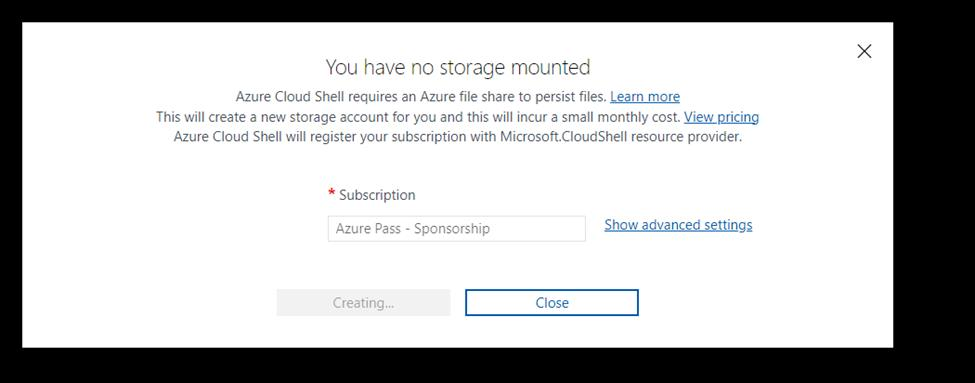 You have no storage mounted
Azure Cloud Shell requires an Azure file share to persist files. Learn more
This will create a new storage account for you and this will incur a small monthly cost. View pricing
Azure Cloud Shell will register your subscription with Microsoft.CloudShell resource provider.
* Subscription
Azure Pass - Sponsorship
Show advanced settings
Creating...
Close